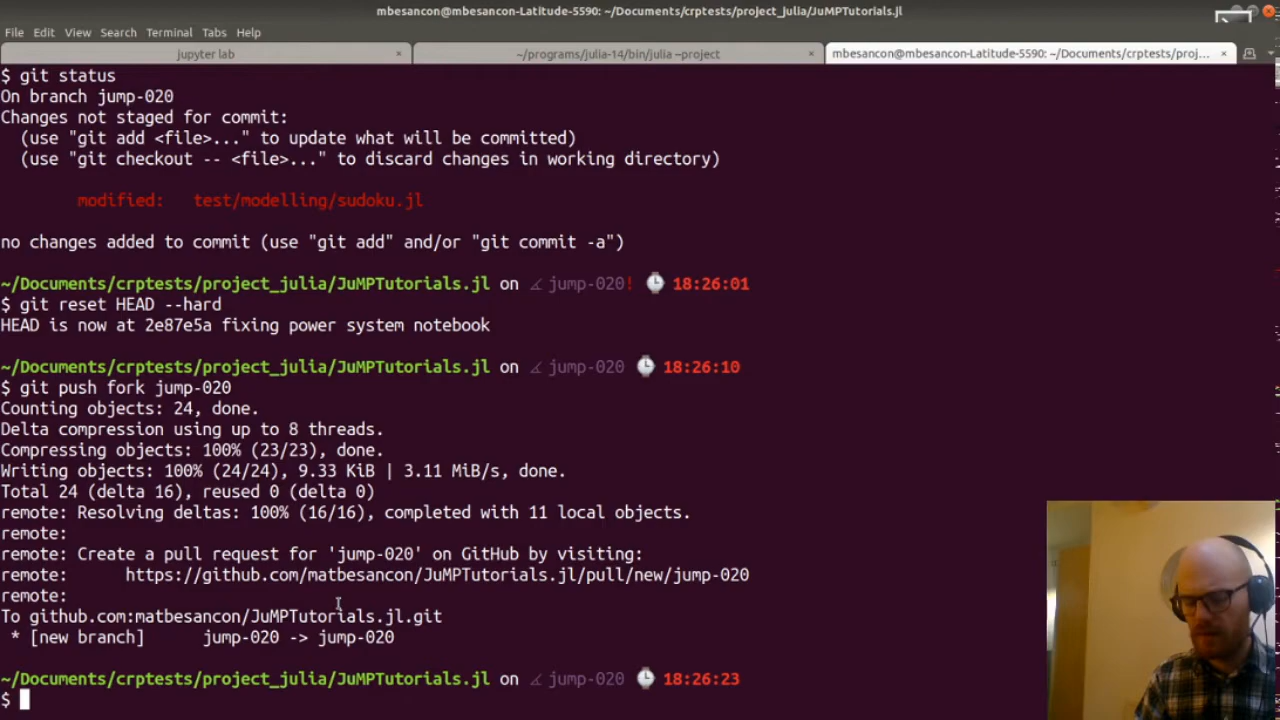 mbesancon@mbesancon-Latitude-5590: ~/Documents/crptests/project_julia/JuMPTutorials.jl
File Edit View Search Terminal Tabs Help
jupyter lab × ~/programs/julia-14/bin/julia --project × mbesancon@mbesancon-Latitude-5590: ~/Documents/crptests/proj... ×
$ git status
On branch jump-020
Changes not staged for commit:
(use "git add <file>..." to update what will be committed)
(use "git checkout -- <file>..." to discard changes in working directory)
modified: test/modelling/sudoku.jl
no changes added to commit (use "git add" and/or "git commit -a")
~/Documents/crptests/project_julia/JuMPTutorials.jl on jump-020! 18:26:01
$ git reset HEAD --hard
HEAD is now at 2e87e5a fixing power system notebook
~/Documents/crptests/project_julia/JuMPTutorials.jl on jump-020 18:26:10
$ git push fork jump-020
Counting objects: 24, done.
Delta compression using up to 8 threads.
Compressing objects: 100% (23/23), done.
Writing objects: 100% (24/24), 9.33 KiB | 3.11 MiB/s, done.
Total 24 (delta 16), reused 0 (delta 0)
remote: Resolving deltas: 100% (16/16), completed with 11 local objects.
remote:
remote: Create a pull request for 'jump-020' on GitHub by visiting:
remote: https://github.com/matbesancon/JuMPTutorials.jl/pull/new/jump-020
remote:
To github.com:matbesancon/JuMPTutorials.jl.git
* [new branch] jump-020 -> jump-020
~/Documents/crptests/project_julia/JuMPTutorials.jl on jump-020 18:26:23
$